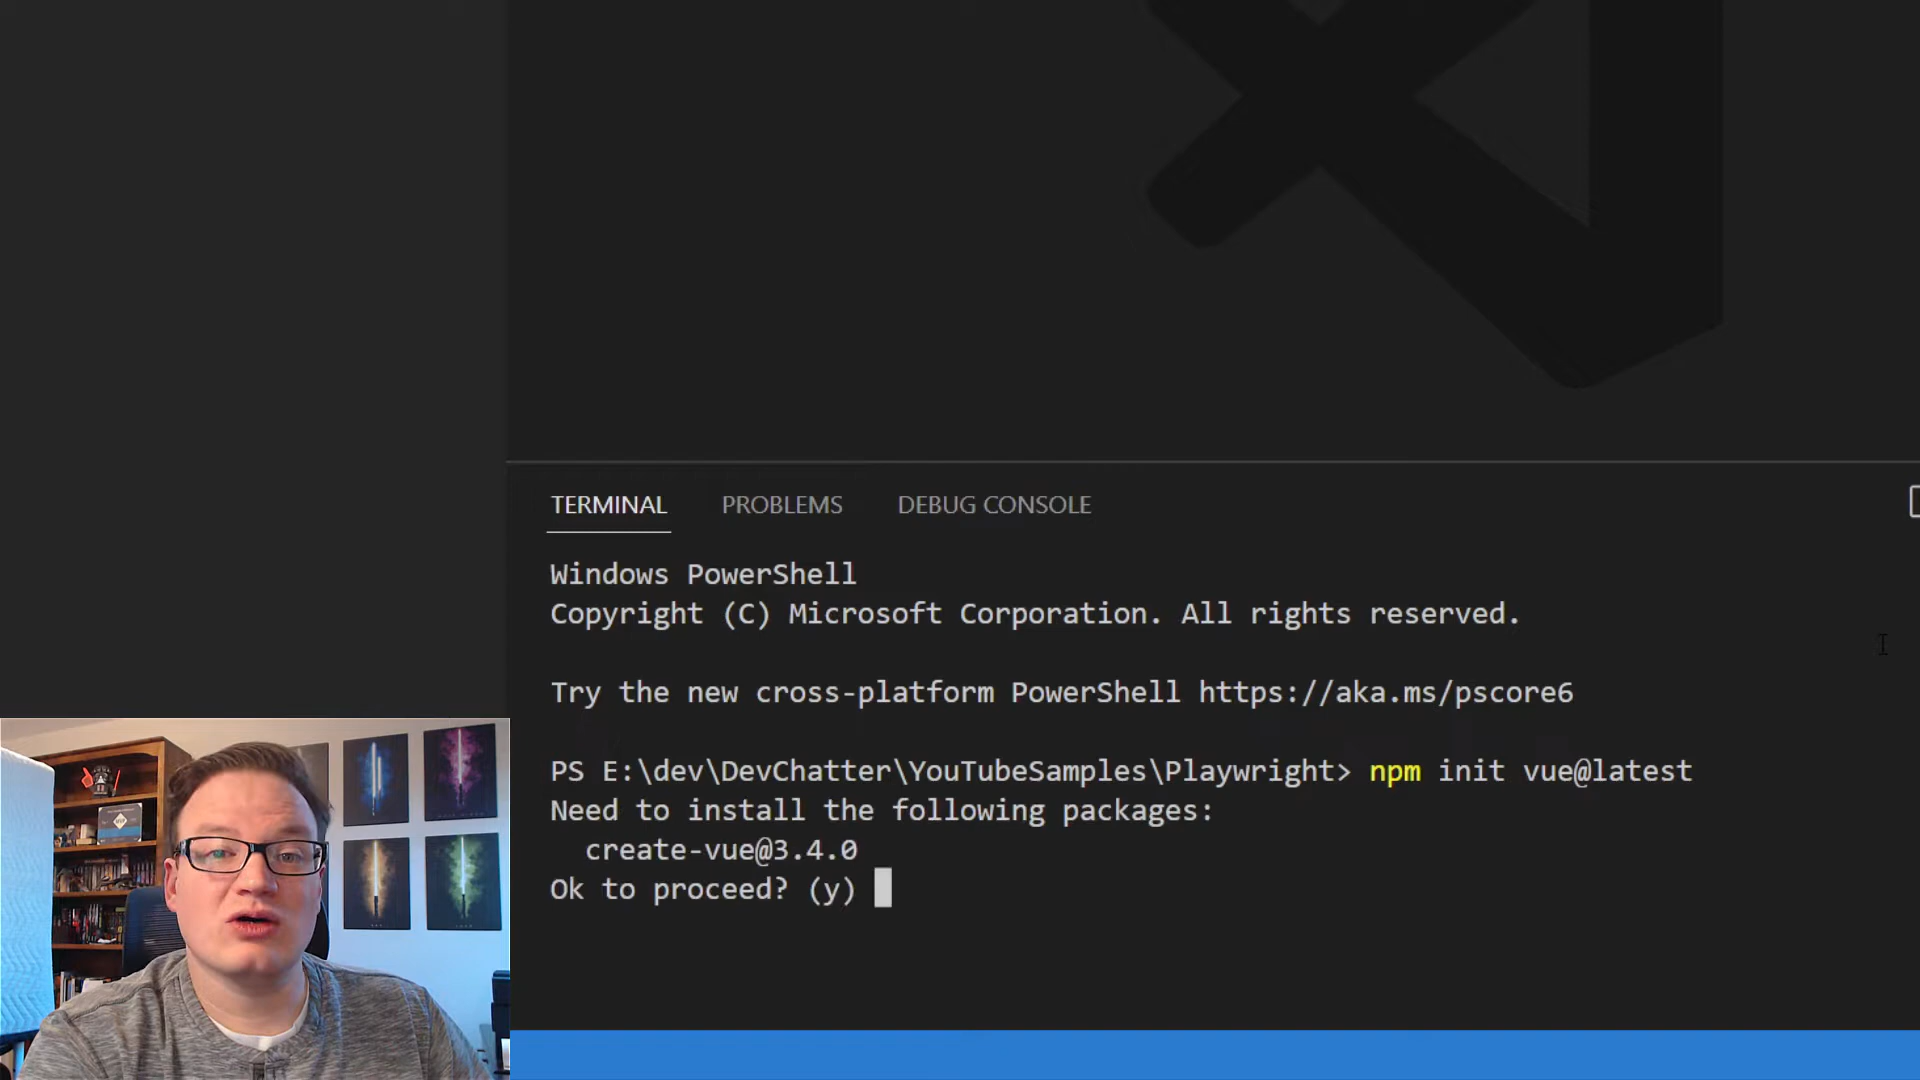 TERMINAL PROBLEMS DEBUG CONSOLE
Windows PowerShell
Copyright (C) Microsoft Corporation. All rights reserved.
Try the new cross-platform PowerShell https://aka.ms/pscore6
PS E:\dev\DevChatter\YouTubeSamples\Playwright> npm init vue@latest
Need to install the following packages:
create-vue@3.4.0
Ok to proceed? (y)